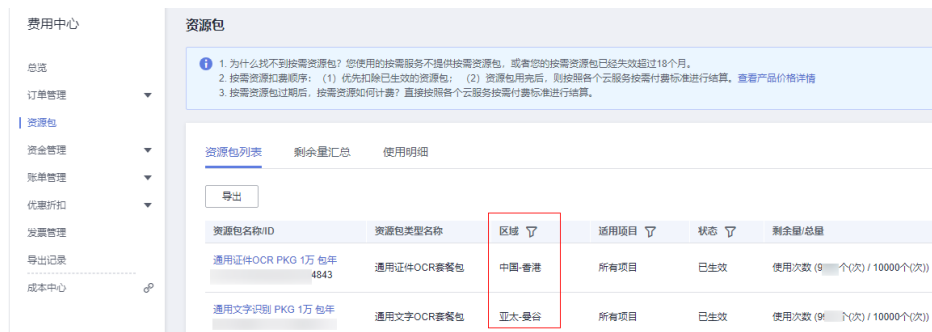 费用中心
总览
订单管理
资源包
资金管理
账单管理
优惠折扣
发票管理
导出记录
成本中心
资源包
1. 为什么找不到按需资源包？您使用的按需服务不提供按需资源包，或者您的按需资源包已经失效超过18个月。
2. 按需资源扣费顺序：（1）优先扣除已生效的资源包；（2）资源包用完后，则按照各个云服务按需付费标准进行结算。查看产品价格详情
3. 按需资源包过期后，按需资源如何计费？直接按照各个云服务按需付费标准进行结算。
资源包列表 剩余量汇总 使用明细
导出
资源包名称/ID 资源包类型名称 区域 适用项目 状态 剩余量/总量
通用证件OCR PKG 1万 包年
4843
通用证件OCR套餐包 中国-香港 所有项目 已生效 使用次数 (9 个(次) / 10000个(次))
通用文字识别 PKG 1万 包年
通用文字OCR套餐包 亚太-曼谷 所有项目 已生效 使用次数 (9 个(次) / 10000个(次))